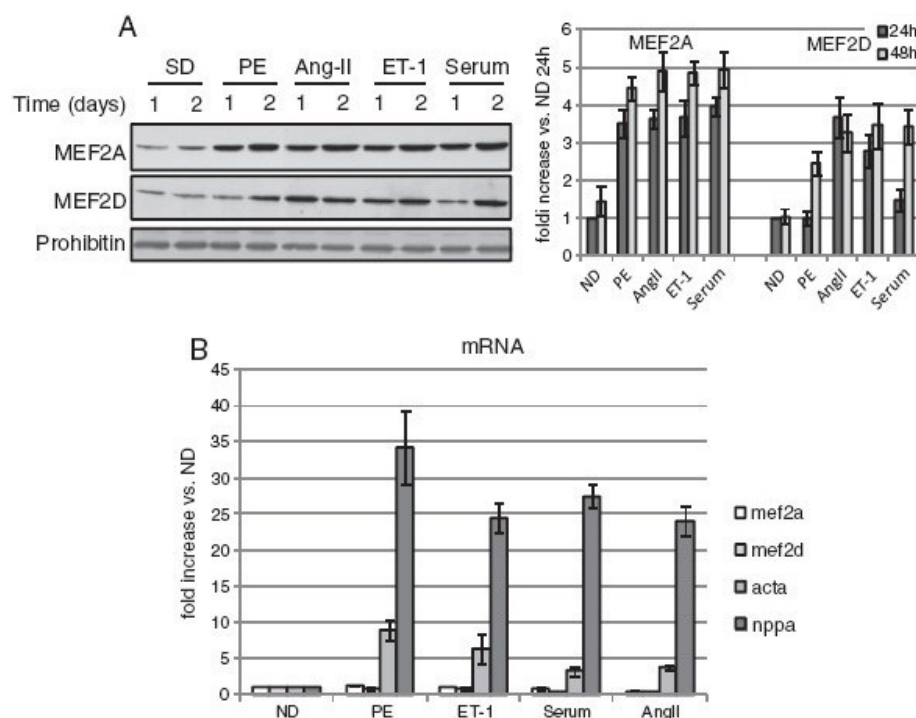 A
SD PE Ang-II ET-1 Serum
Time (days) 1 2 1 2 1 2 1 2 1 2
MEF2A
MEF2D
Prohibitin
foldi increase vs. ND 24h
6
5
4
3
2
1
0
MEF2A
MEF2D
24h
48h
ND PE AngII ET-1 Serum
ND PE AngII ET-1 Serum
B
mRNA
fold increase vs. ND
45
40
35
30
25
20
15
10
5
0
ND PE ET-1 Serum AngII
mef2a
mef2d
acta
nppa